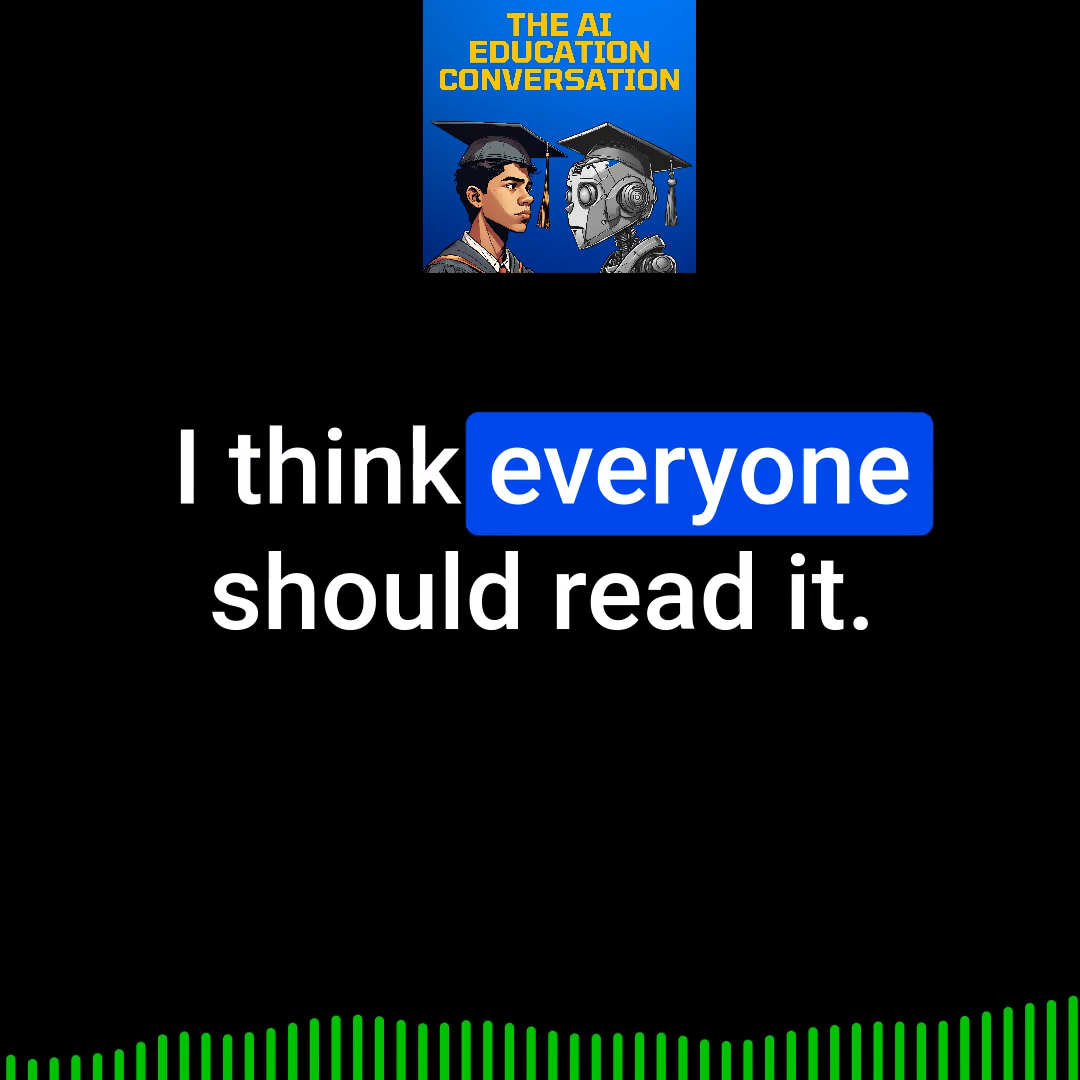 THE AI
EDUCATION
CONVERSATION
I think everyone
should read it.